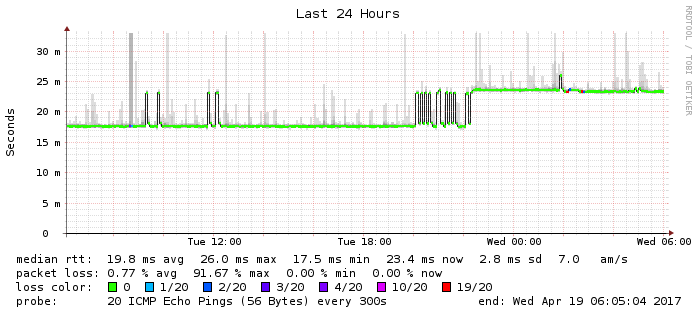 Last 24 Hours
RRDTOOL / TOBI OETIKER
Seconds
30 m
25 m
20 m
15 m
10 m
5 m
0
Tue 12:00 Tue 18:00 Wed 00:00 Wed 06:00
median rtt: 19.8 ms avg 26.0 ms max 17.5 ms min 23.4 ms now 2.8 ms sd 7.0 am/s
packet loss: 0.77 % avg 91.67 % max 0.00 % min 0.00 % now
loss color: 0 1/20 2/20 3/20 4/20 10/20 19/20
probe: 20 ICMP Echo Pings (56 Bytes) every 300s end: Wed Apr 19 06:05:04 2017